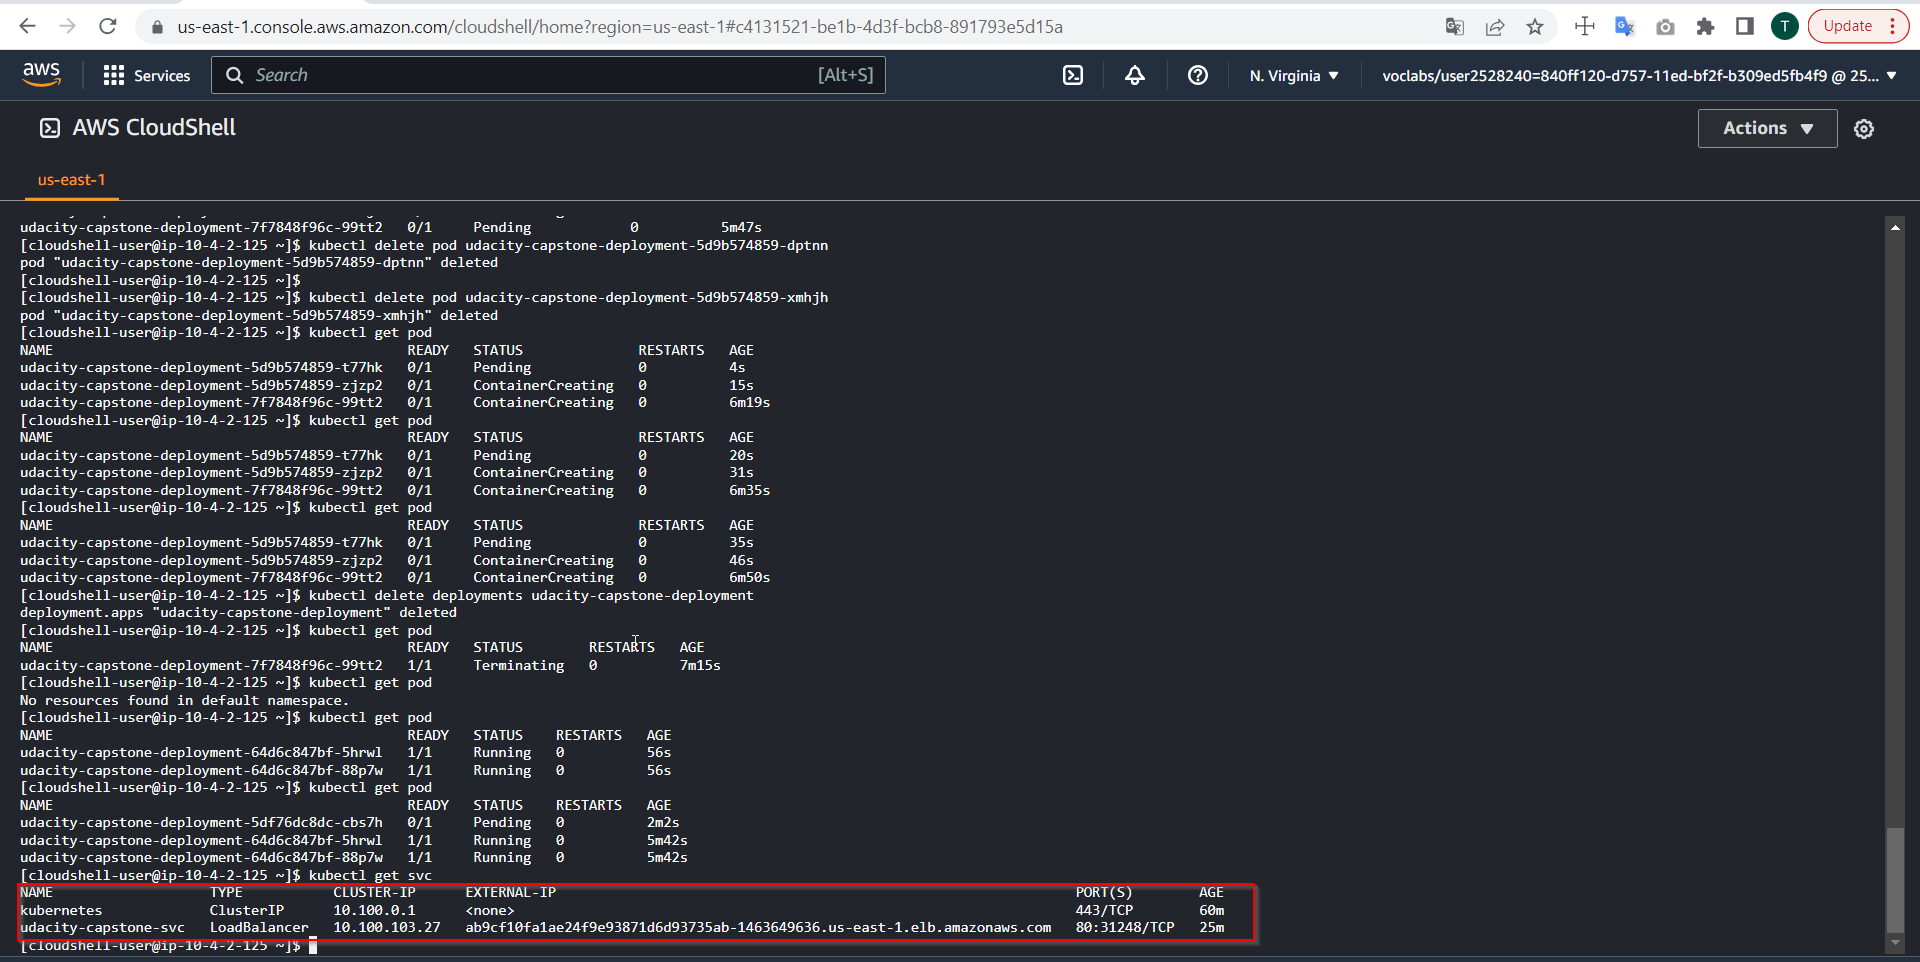 us-east-1.console.aws.amazon.com/cloudshell/home?region=us-east-1#c4131521-be1b-4d3f-bcb8-891793e5d15a
T
Update
aws
Services
Search
[Alt+S]
N. Virginia
voclabs/user2528240=840ff120-d757-11ed-bf2f-b309ed5fb4f9 @ 25...
AWS CloudShell
Actions
us-east-1
udacity-capstone-deployment-7f7848f96c-99tt2 0/1 Pending 0 5m47s
[cloudshell-user@ip-10-4-2-125 ~]$ kubectl delete pod udacity-capstone-deployment-5d9b574859-dptnn
pod "udacity-capstone-deployment-5d9b574859-dptnn" deleted
[cloudshell-user@ip-10-4-2-125 ~]$
[cloudshell-user@ip-10-4-2-125 ~]$ kubectl delete pod udacity-capstone-deployment-5d9b574859-xmhjh
pod "udacity-capstone-deployment-5d9b574859-xmhjh" deleted
[cloudshell-user@ip-10-4-2-125 ~]$ kubectl get pod
NAME READY STATUS RESTARTS AGE
udacity-capstone-deployment-5d9b574859-t77hk 0/1 Pending 0 4s
udacity-capstone-deployment-5d9b574859-zjzp2 0/1 ContainerCreating 0 15s
udacity-capstone-deployment-7f7848f96c-99tt2 0/1 ContainerCreating 0 6m19s
[cloudshell-user@ip-10-4-2-125 ~]$ kubectl get pod
NAME READY STATUS RESTARTS AGE
udacity-capstone-deployment-5d9b574859-t77hk 0/1 Pending 0 20s
udacity-capstone-deployment-5d9b574859-zjzp2 0/1 ContainerCreating 0 31s
udacity-capstone-deployment-7f7848f96c-99tt2 0/1 ContainerCreating 0 6m35s
[cloudshell-user@ip-10-4-2-125 ~]$ kubectl get pod
NAME READY STATUS RESTARTS AGE
udacity-capstone-deployment-5d9b574859-t77hk 0/1 Pending 0 35s
udacity-capstone-deployment-5d9b574859-zjzp2 0/1 ContainerCreating 0 46s
udacity-capstone-deployment-7f7848f96c-99tt2 0/1 ContainerCreating 0 6m50s
[cloudshell-user@ip-10-4-2-125 ~]$ kubectl delete deployments udacity-capstone-deployment
deployment.apps "udacity-capstone-deployment" deleted
[cloudshell-user@ip-10-4-2-125 ~]$ kubectl get pod
NAME READY STATUS RESTARTS AGE
udacity-capstone-deployment-7f7848f96c-99tt2 1/1 Terminating 0 7m15s
[cloudshell-user@ip-10-4-2-125 ~]$ kubectl get pod
No resources found in default namespace.
[cloudshell-user@ip-10-4-2-125 ~]$ kubectl get pod
NAME READY STATUS RESTARTS AGE
udacity-capstone-deployment-64d6c847bf-5hrwl 1/1 Running 0 56s
udacity-capstone-deployment-64d6c847bf-88p7w 1/1 Running 0 56s
[cloudshell-user@ip-10-4-2-125 ~]$ kubectl get pod
NAME READY STATUS RESTARTS AGE
udacity-capstone-deployment-5df76dc8dc-cbs7h 0/1 Pending 0 2m2s
udacity-capstone-deployment-64d6c847bf-5hrwl 1/1 Running 0 5m42s
udacity-capstone-deployment-64d6c847bf-88p7w 1/1 Running 0 5m42s
[cloudshell-user@ip-10-4-2-125 ~]$ kubectl get svc
NAME TYPE CLUSTER-IP EXTERNAL-IP PORT(S) AGE
kubernetes ClusterIP 10.100.0.1 <none> 443/TCP 60m
udacity-capstone-svc LoadBalancer 10.100.103.27 ab9cf10fa1ae24f9e93871d6d93735ab-1463649636.us-east-1.elb.amazonaws.com 80:31248/TCP 25m
[cloudshell-user@ip-10-4-2-125 ~]$